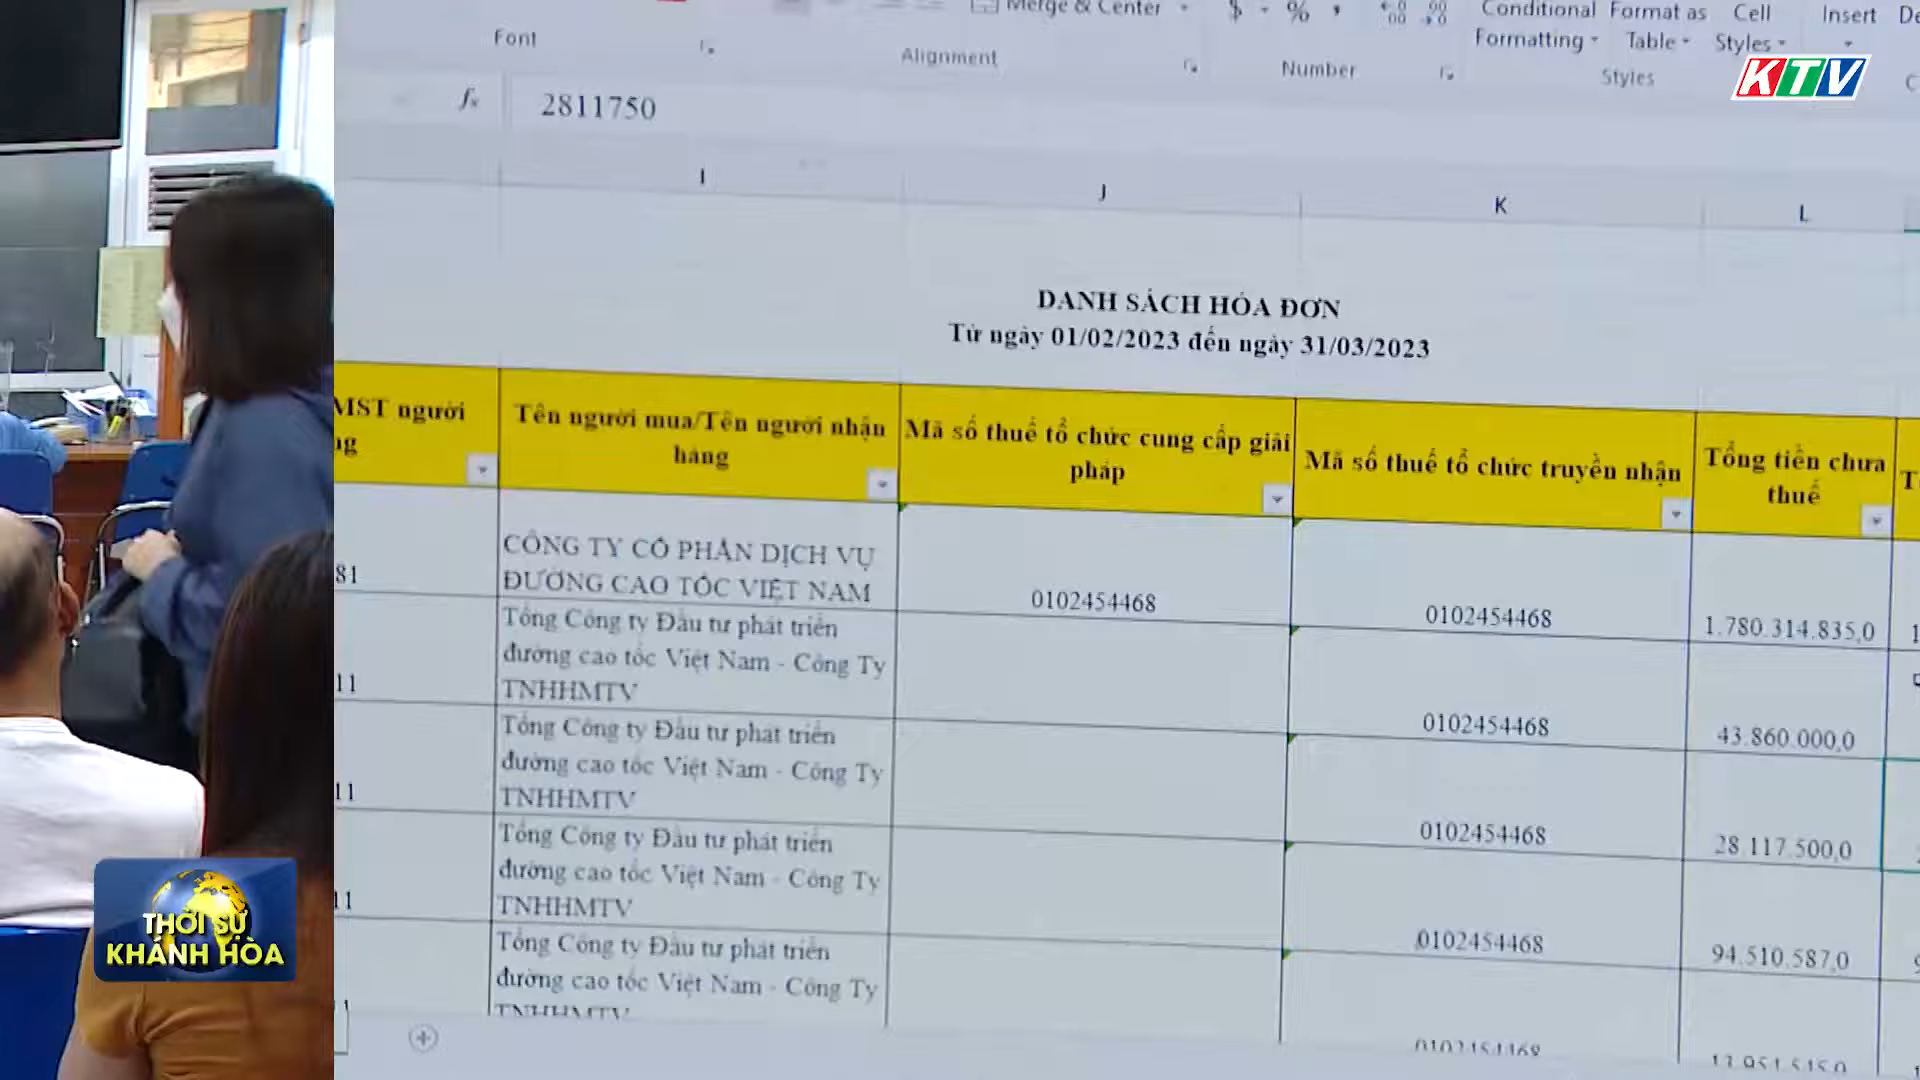 Merge & Center
$ % ,
Conditional Formatting
Format as Table
Cell Styles
Insert
Font
Alignment
Number
Styles
KTV
fx
2811750
I
J
K
L
DANH SÁCH HÓA ĐƠN
Từ ngày 01/02/2023 đến ngày 31/03/2023
MST người
Tên người mua/Tên người nhận
hàng
Mã số thuế tổ chức cung cấp giải
pháp
Mã số thuế tổ chức truyền nhận
Tổng tiền chưa
thuế
81
CÔNG TY CỔ PHẦN DỊCH VỤ
ĐƯỜNG CAO TỐC VIỆT NAM
0102454468
0102454468
1.780.314.835,0
11
Tổng Công ty Đầu tư phát triển
đường cao tốc Việt Nam - Công Ty
TNHHMTV
0102454468
43.860.000,0
11
Tổng Công ty Đầu tư phát triển
đường cao tốc Việt Nam - Công Ty
TNHHMTV
0102454468
28.117.500,0
11
Tổng Công ty Đầu tư phát triển
đường cao tốc Việt Nam - Công Ty
TNHHMTV
0102454468
94.510.587,0
Tổng Công ty Đầu tư phát triển
đường cao tốc Việt Nam - Công Ty
TNHHMTV
0102454468
THỜI SỰ
KHÁNH HÒA